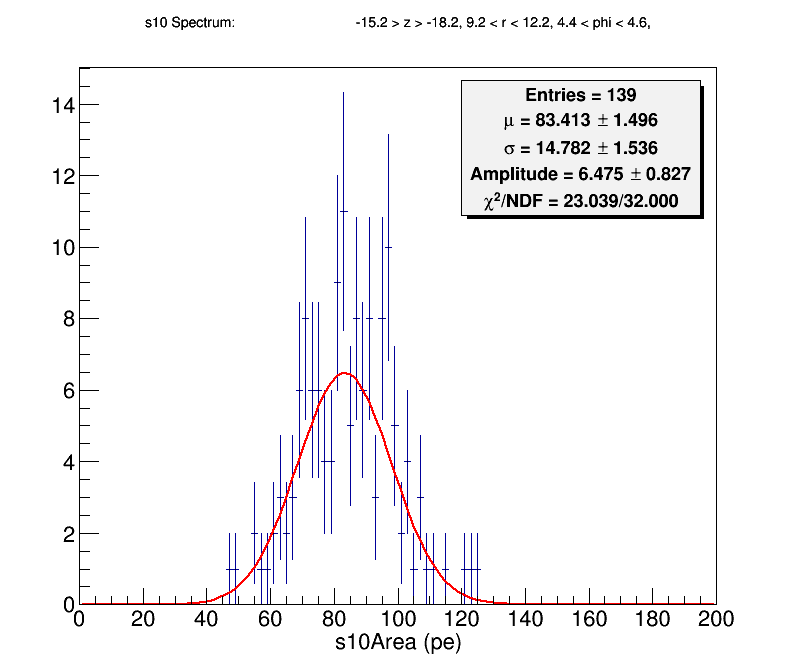 s10 Spectrum: -15.2 > z > -18.2, 9.2 < r < 12.2, 4.4 < phi < 4.6,
Entries = 139
μ = 83.413 ± 1.496
σ = 14.782 ± 1.536
Amplitude = 6.475 ± 0.827
χ²/NDF = 23.039/32.000
14
12
10
8
6
4
2
0
0 20 40 60 80 100 120 140 160 180 200
s10Area (pe)